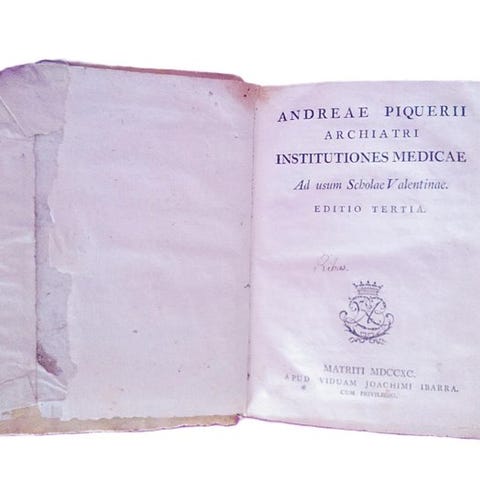 ANDREAE PIQUERII
ARCHIATRI
INSTITUTIONES MEDICAE
Ad usum Scholae Valentinae.
EDITIO TERTIA.
Ribas.
MATRITI MDCCXC.
APUD VIDUAM JOACHIMI IBARRA.
CUM PRIVILEGIO.